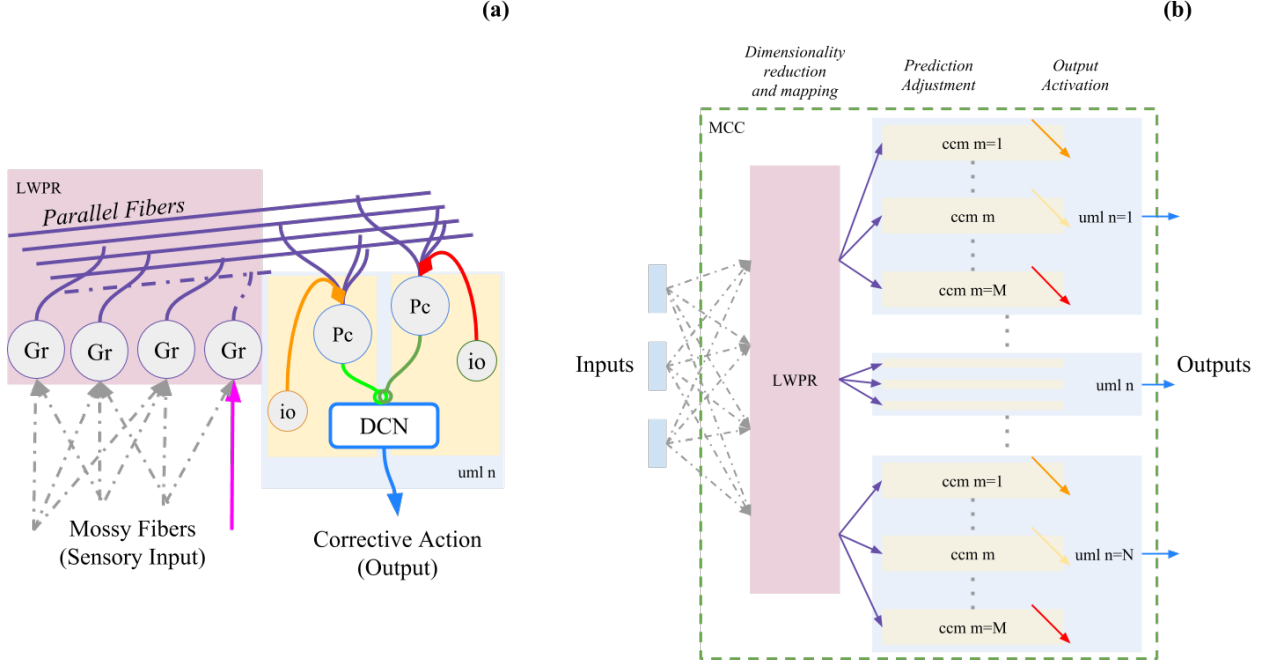 (a)
LWPR
Parallel Fibers
Gr
Gr
Gr
Gr
Pc
Pc
io
io
DCN
uml n
Mossy Fibers
(Sensory Input)
Corrective Action
(Output)
(b)
Dimensionality
reduction
and mapping
Prediction
Adjustment
Output
Activation
MCC
Inputs
LWPR
ccm m=1
ccm m
ccm m=M
uml n=1
uml n
Outputs
ccm m=1
ccm m
ccm m=M
uml n=N